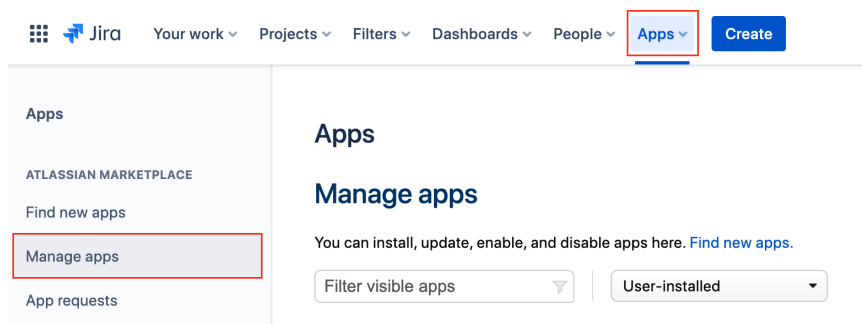 Jira Your work Projects Filters Dashboards People Apps Create
Apps
ATLASSIAN MARKETPLACE
Find new apps
Manage apps
App requests
Apps
Manage apps
You can install, update, enable, and disable apps here. Find new apps.
Filter visible apps User-installed